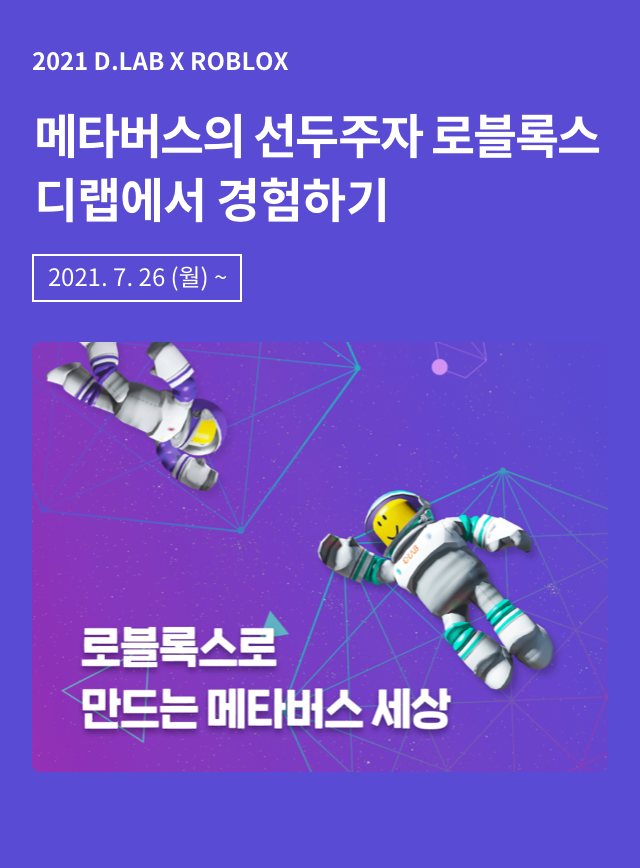 2021 D.LAB X ROBLOX
메타버스의 선두주자 로블록스
디랩에서 경험하기
2021. 7. 26 (월) ~
로블록스로
만드는 메타버스 세상